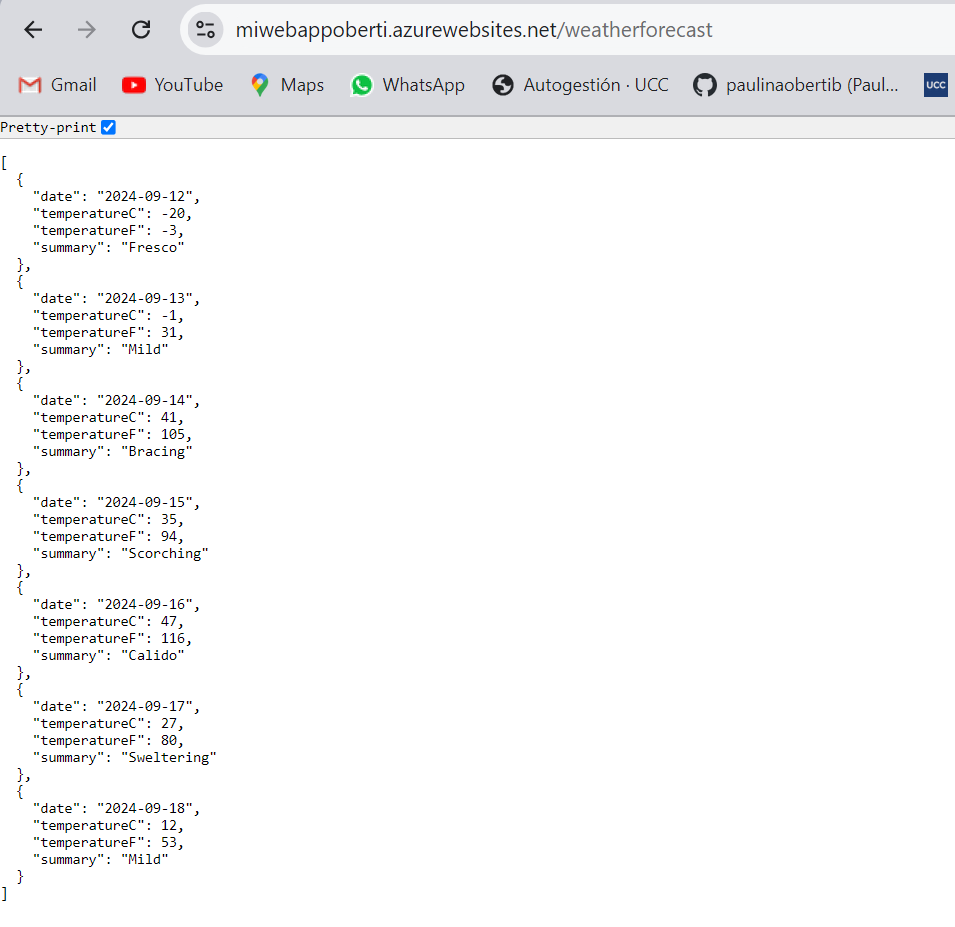 miwebappoberti.azurewebsites.net/weatherforecast
Gmail YouTube Maps WhatsApp Autogestión · UCC paulinaobertib (Paul... UCC
Pretty-print
[
  {
    "date": "2024-09-12",
    "temperatureC": -20,
    "temperatureF": -3,
    "summary": "Fresco"
  },
  {
    "date": "2024-09-13",
    "temperatureC": -1,
    "temperatureF": 31,
    "summary": "Mild"
  },
  {
    "date": "2024-09-14",
    "temperatureC": 41,
    "temperatureF": 105,
    "summary": "Bracing"
  },
  {
    "date": "2024-09-15",
    "temperatureC": 35,
    "temperatureF": 94,
    "summary": "Scorching"
  },
  {
    "date": "2024-09-16",
    "temperatureC": 47,
    "temperatureF": 116,
    "summary": "Calido"
  },
  {
    "date": "2024-09-17",
    "temperatureC": 27,
    "temperatureF": 80,
    "summary": "Sweltering"
  },
  {
    "date": "2024-09-18",
    "temperatureC": 12,
    "temperatureF": 53,
    "summary": "Mild"
  }
]